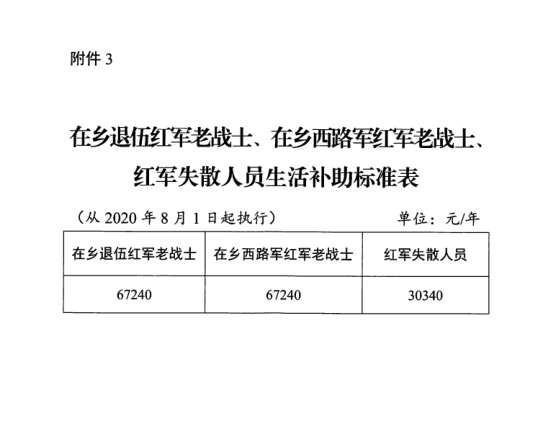 附件 3
在乡退伍红军老战士、在乡西路军红军老战士、
红军失散人员生活补助标准表
（从 2020 年 8 月 1 日起执行） 单位：元/年
在乡退伍红军老战士 在乡西路军红军老战士 红军失散人员
67240 67240 30340